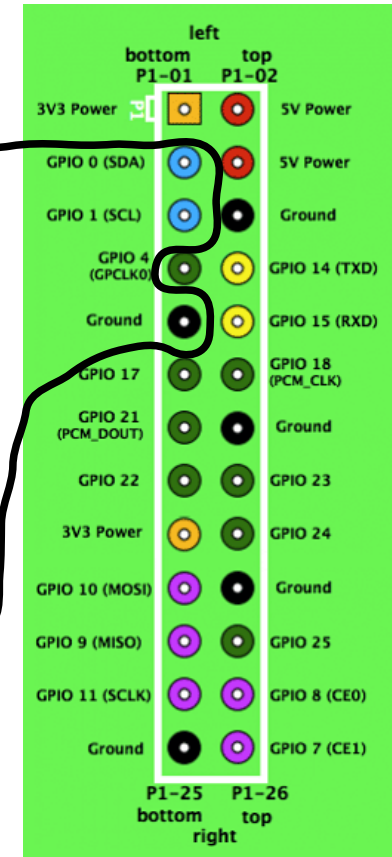 left
bottom top
P1-01 P1-02
3V3 Power P1 5V Power
GPIO 0 (SDA) 5V Power
GPIO 1 (SCL) Ground
GPIO 4
(GPCLK0) GPIO 14 (TXD)
Ground GPIO 15 (RXD)
GPIO 17 GPIO 18
(PCM_CLK)
GPIO 21
(PCM_DOUT) Ground
GPIO 22 GPIO 23
3V3 Power GPIO 24
GPIO 10 (MOSI) Ground
GPIO 9 (MISO) GPIO 25
GPIO 11 (SCLK) GPIO 8 (CE0)
Ground GPIO 7 (CE1)
P1-25 P1-26
bottom top
right